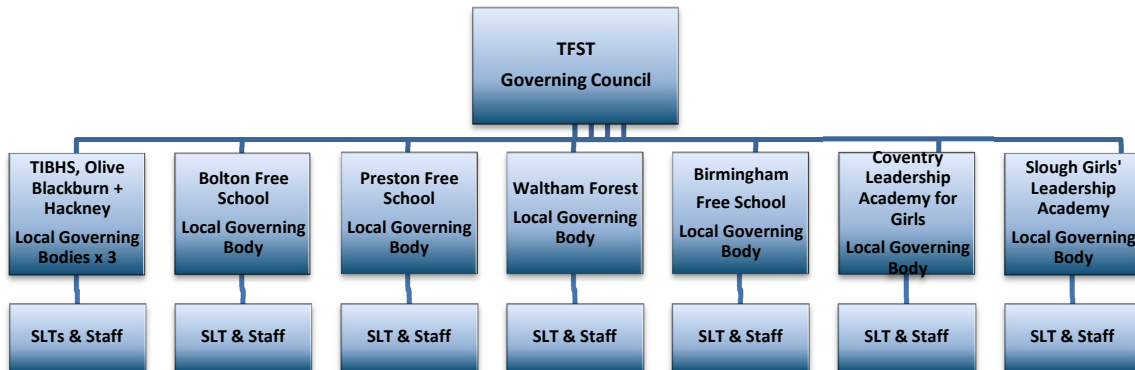 TFST
Governing Council
TIBHS, Olive
Blackburn +
Hackney
Local Governing
Bodies x 3
Bolton Free
School
Local Governing
Body
Preston Free
School
Local Governing
Body
Waltham Forest
Local Governing
Body
Birmingham
Free School
Local Governing
Body
Coventry
Leadership
Academy for
Girls
Local Governing
Body
Slough Girls'
Leadership
Academy
Local Governing
Body
SLTs & Staff
SLT & Staff
SLT & Staff
SLT & Staff
SLT & Staff
SLT & Staff
SLT & Staff